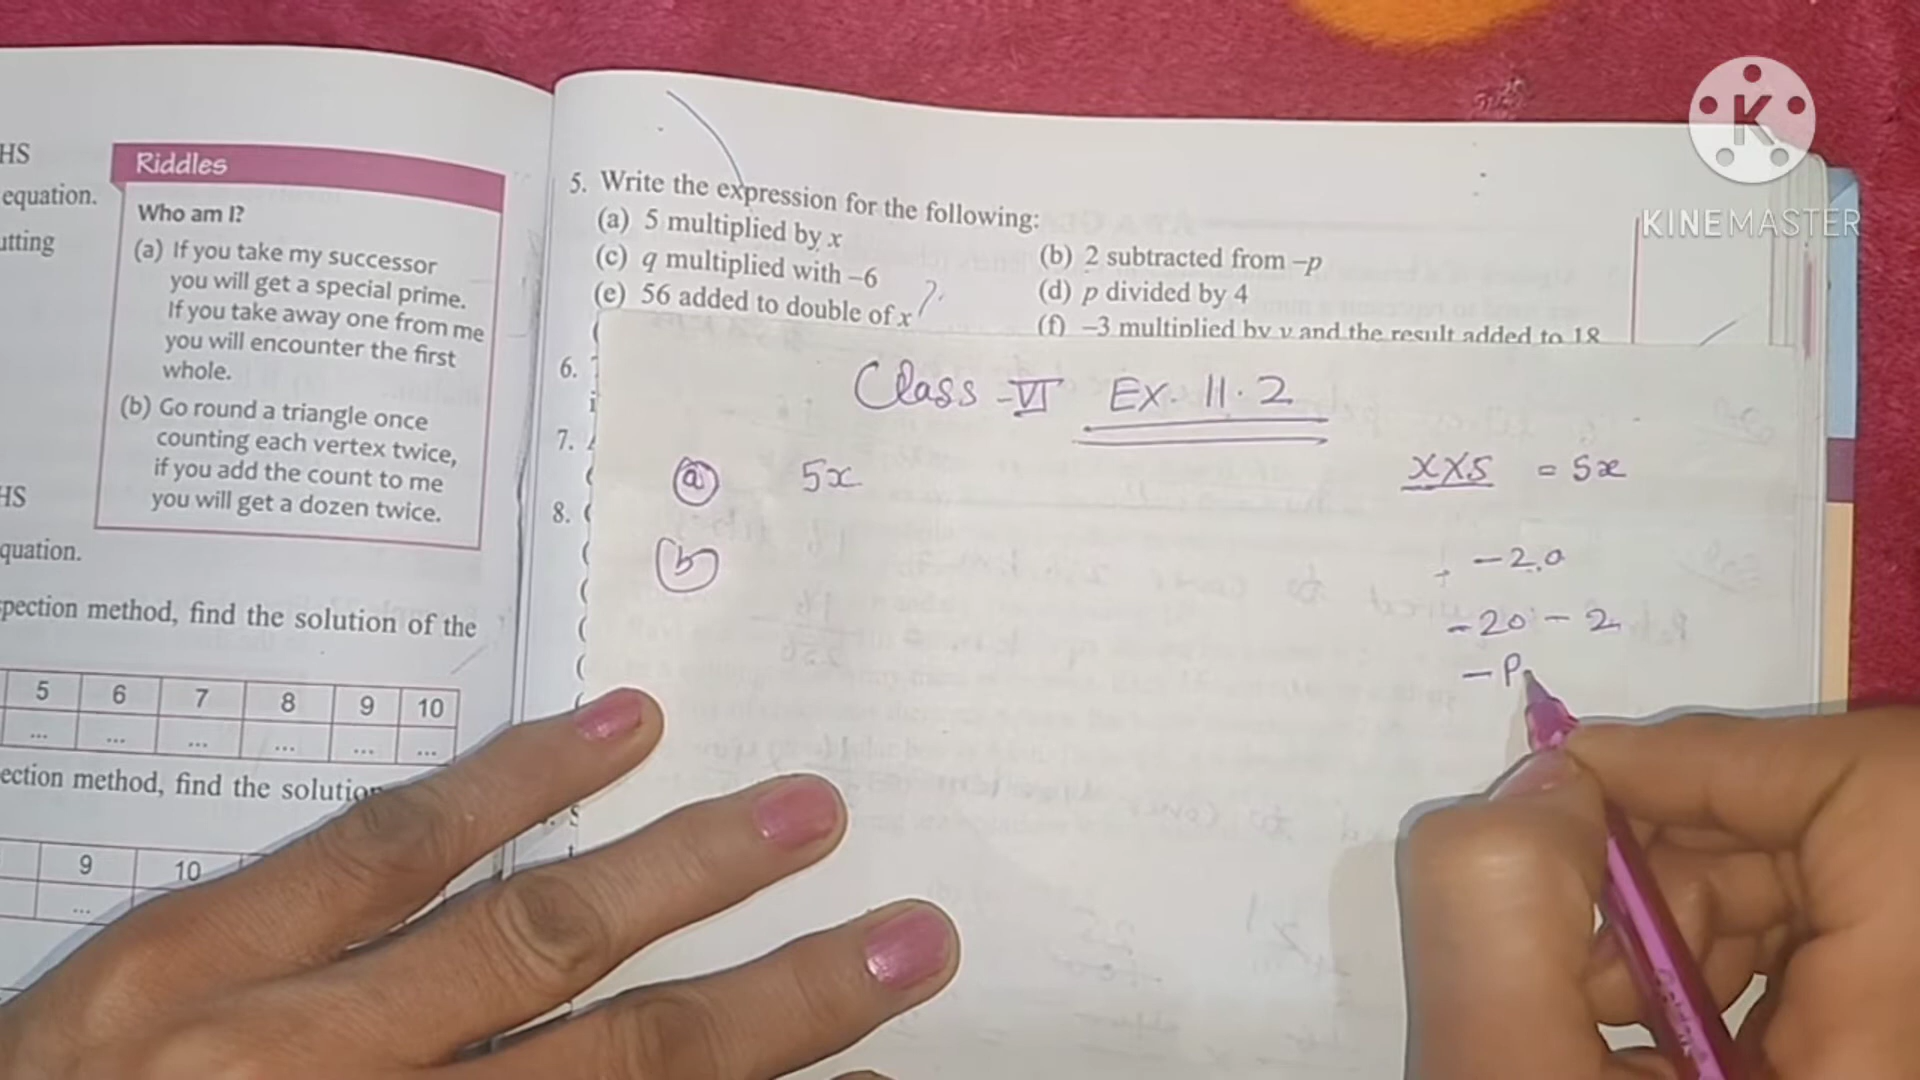 HS
equation.
utting
HS
quation.
spection method, find the solution of the
5 6 7 8 9 10
... ... ... ... ... ...
ection method, find the solution
9 10
...
Riddles
Who am I?
(a) If you take my successor
you will get a special prime.
If you take away one from me
you will encounter the first
whole.
(b) Go round a triangle once
counting each vertex twice,
if you add the count to me
you will get a dozen twice.
5. Write the expression for the following:
(a) 5 multiplied by x
(b) 2 subtracted from –p
(c) q multiplied with –6
(d) p divided by 4
(e) 56 added to double of x
(f) –3 multiplied by y and the result added to 18
6.
7.
8.
Class - VI Ex. 11.2
(a) 5x
x×5 = 5x
(b)
-20
-20 - 2
-P
K
KINEMASTER